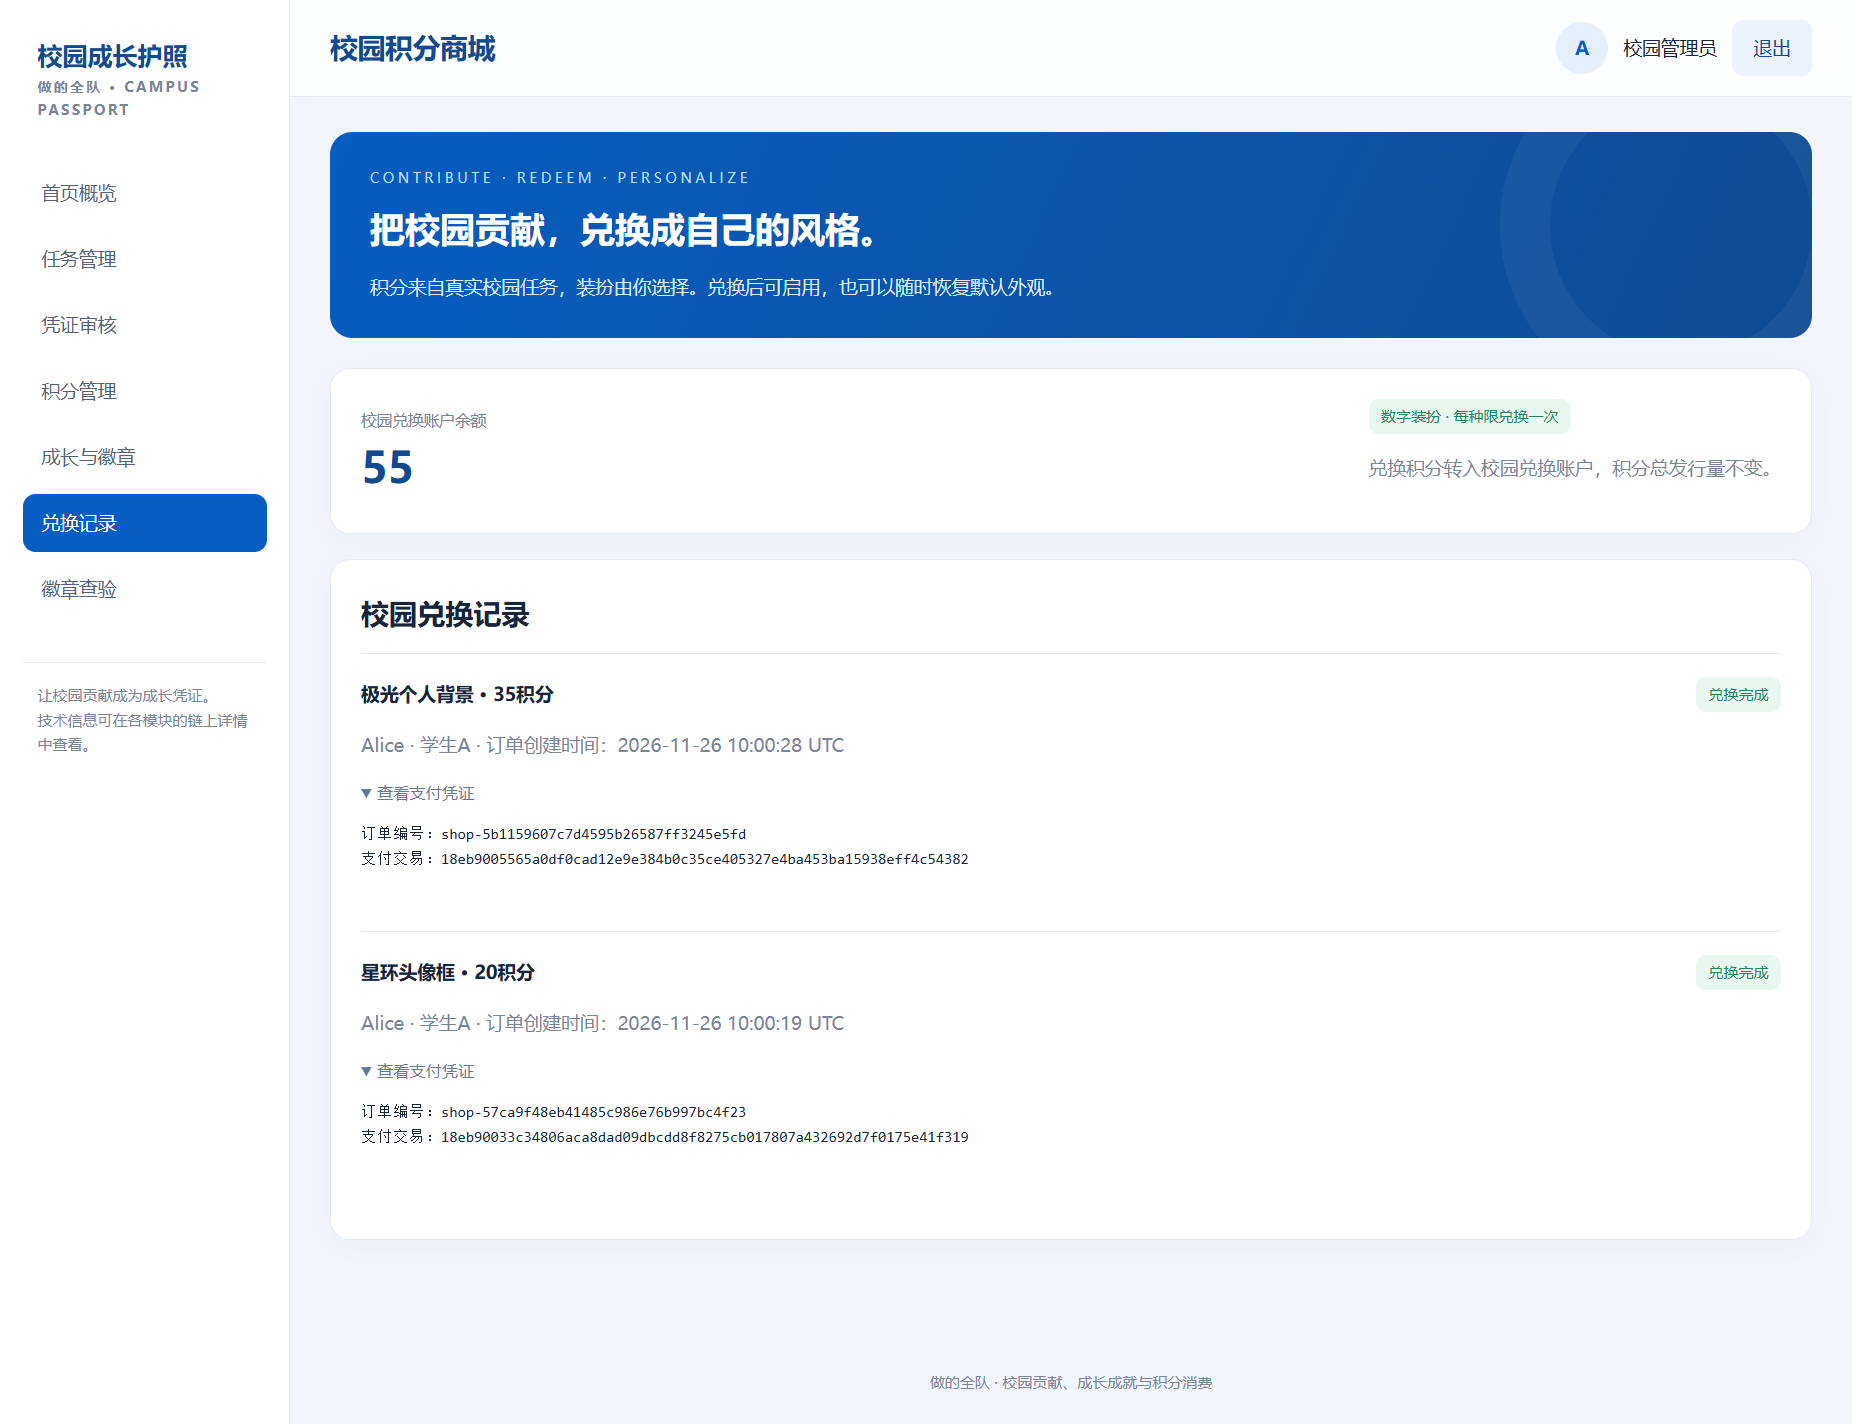 校园成长护照
做的全队 • CAMPUS
PASSPORT
首页概览
任务管理
凭证审核
积分管理
成长与徽章
兑换记录
徽章查验
让校园贡献成为成长凭证。
技术信息可在各模块的链上详情
中查看。
校园积分商城
A
校园管理员
退出
CONTRIBUTE · REDEEM · PERSONALIZE
把校园贡献，兑换成自己的风格。
积分来自真实校园任务，装扮由你选择。兑换后可启用，也可以随时恢复默认外观。
校园兑换账户余额
55
数字装扮 · 每种限兑换一次
兑换积分转入校园兑换账户，积分总发行量不变。
校园兑换记录
极光个人背景 • 35积分
兑换完成
Alice · 学生A · 订单创建时间：2026-11-26 10:00:28 UTC
▼ 查看支付凭证
订单编号：shop-5b1159607c7d4595b26587ff3245e5fd
支付交易：18eb9005565a0df0cad12e9e384b0c35ce405327e4ba453ba15938eff4c54382
星环头像框 • 20积分
兑换完成
Alice · 学生A · 订单创建时间：2026-11-26 10:00:19 UTC
▼ 查看支付凭证
订单编号：shop-57ca9f48eb41485c986e76b997bc4f23
支付交易：18eb90033c34806aca8dad09dbcdd8f8275cb017807a432692d7f0175e41f319
做的全队 · 校园贡献、成长成就与积分消费